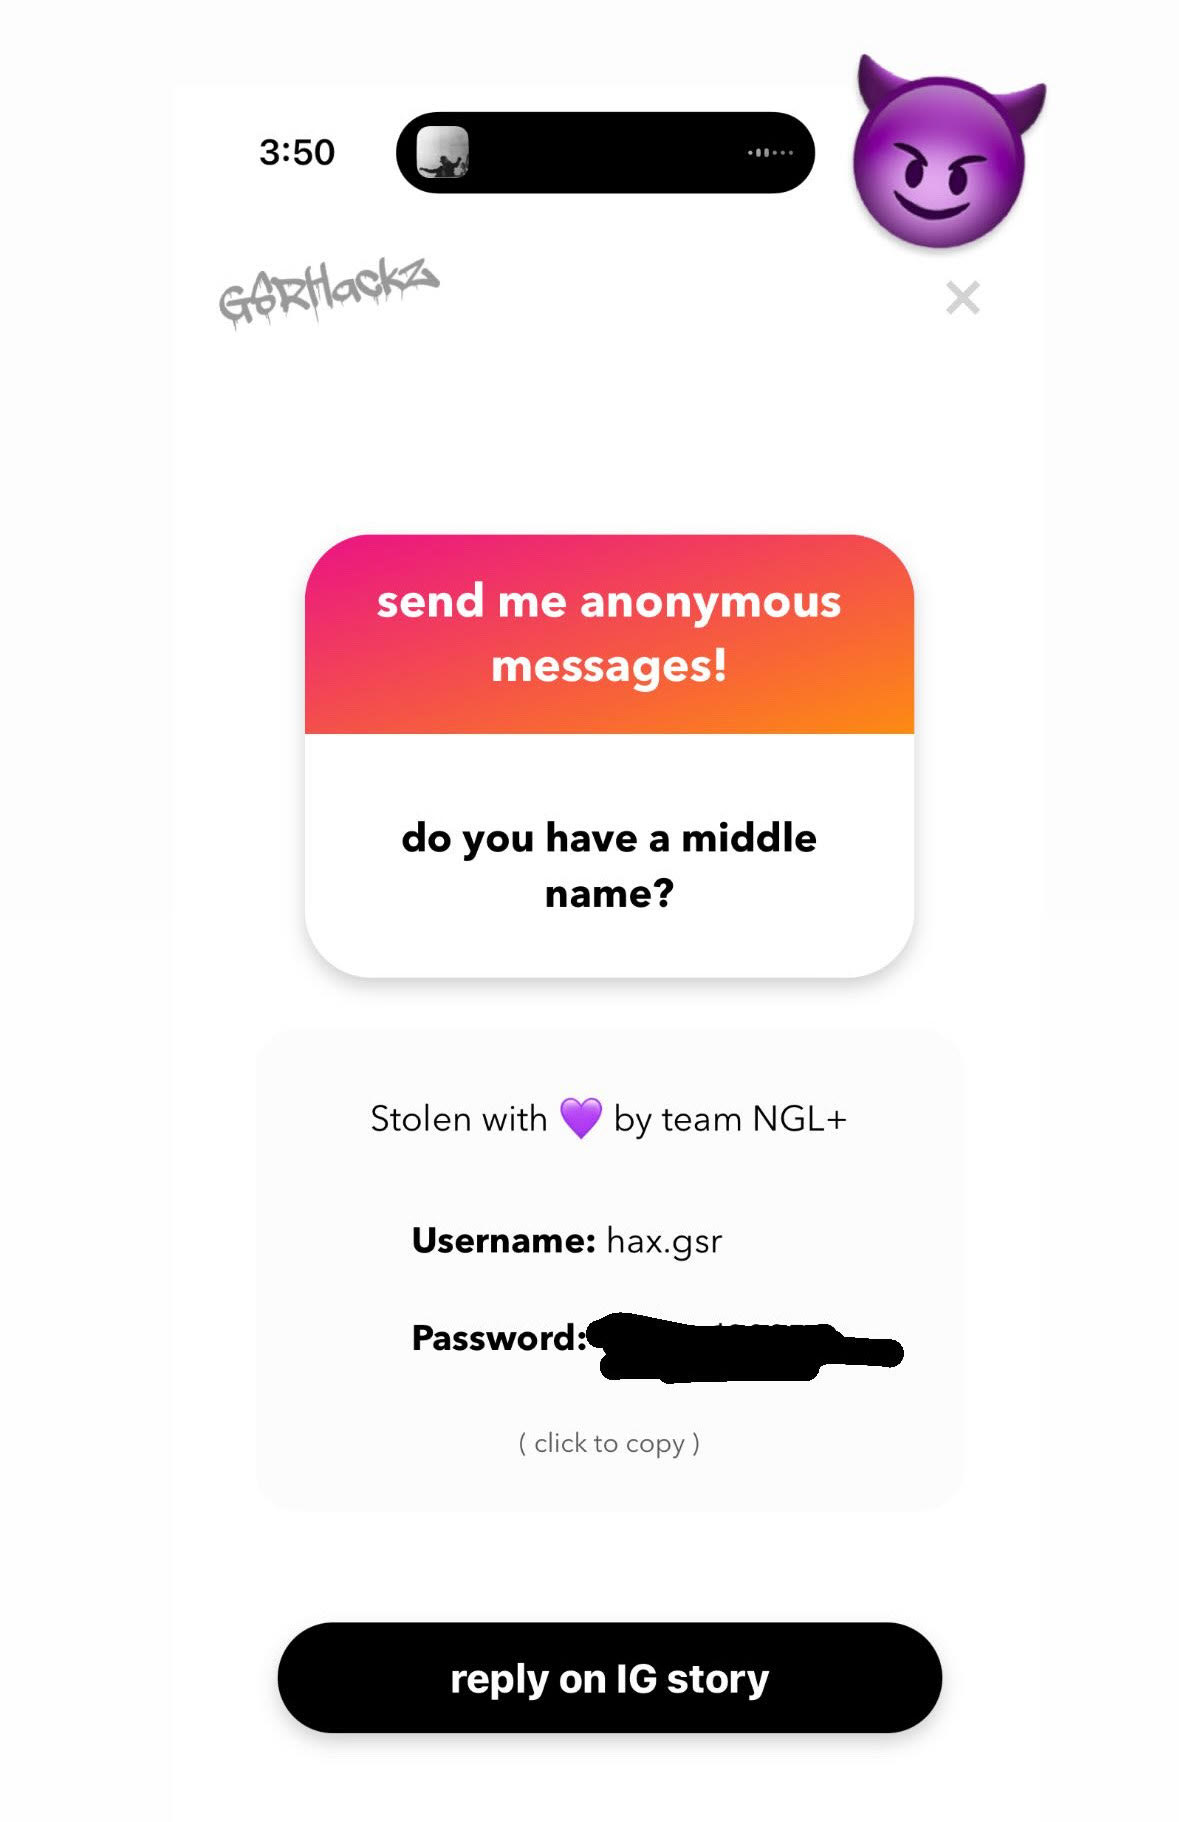 3:50
GSRHackz
send me anonymous
messages!
do you have a middle
name?
Stolen with 💜 by team NGL+
Username: hax.gsr
Password:
( click to copy )
reply on IG story